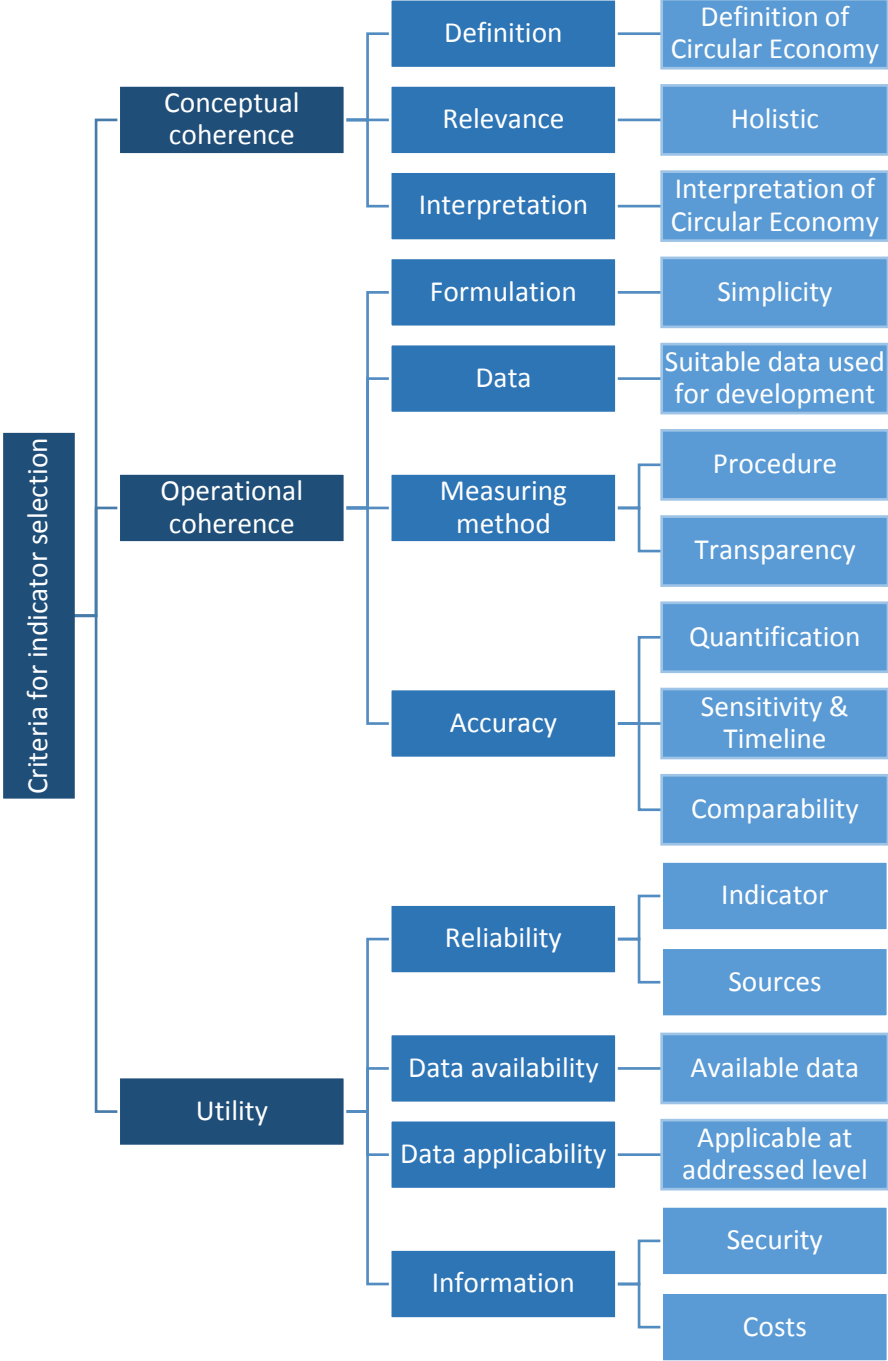 Criteria for indicator selection
Conceptual
coherence
Definition
Definition of
Circular Economy
Relevance
Holistic
Interpretation
Interpretation of
Circular Economy
Operational
coherence
Formulation
Simplicity
Data
Suitable data used
for development
Measuring
method
Procedure
Transparency
Accuracy
Quantification
Sensitivity &
Timeline
Comparability
Utility
Reliability
Indicator
Sources
Data availability
Available data
Data applicability
Applicable at
addressed level
Information
Security
Costs